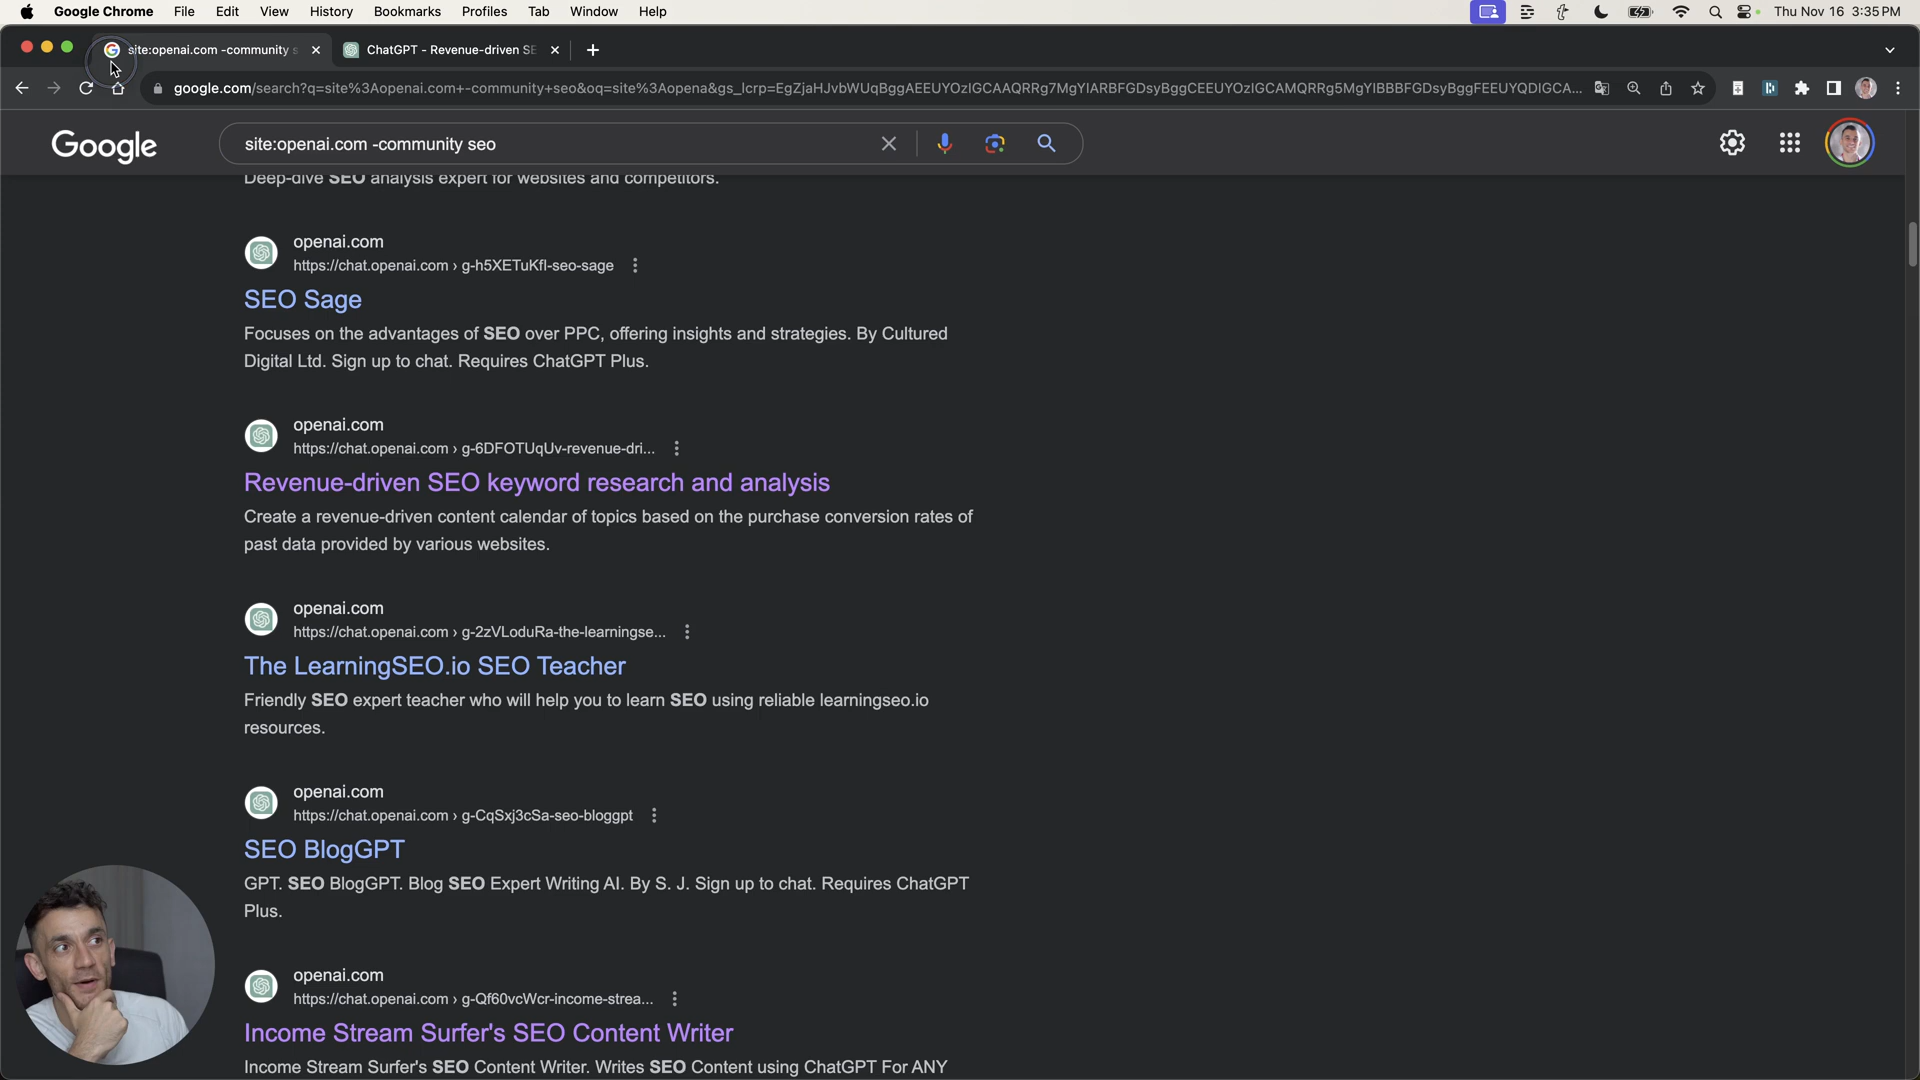 Google Chrome File Edit View History Bookmarks Profiles Tab Window Help Thu Nov 16 3:35 PM
site:openai.com -community s ChatGPT - Revenue-driven SE
google.com/search?q=site%3Aopenai.com+-community+seo&oq=site%3Aopena&gs_lcrp=EgZjaHJvbWUqBggAEEUYOzIGCAAQRRg7MgYIARBFGDsyBggCEEUYOzIGCAMQRRg5MgYIBBBFGDsyBggFEEUYQDIGCA...
Google site:openai.com -community seo
Deep-dive SEO analysis expert for websites and competitors.
openai.com
https://chat.openai.com › g-h5XETuKfl-seo-sage
SEO Sage
Focuses on the advantages of SEO over PPC, offering insights and strategies. By Cultured
Digital Ltd. Sign up to chat. Requires ChatGPT Plus.
openai.com
https://chat.openai.com › g-6DFOTUqUv-revenue-dri...
Revenue-driven SEO keyword research and analysis
Create a revenue-driven content calendar of topics based on the purchase conversion rates of
past data provided by various websites.
openai.com
https://chat.openai.com › g-2zVLoduRa-the-learningse...
The LearningSEO.io SEO Teacher
Friendly SEO expert teacher who will help you to learn SEO using reliable learningseo.io
resources.
openai.com
https://chat.openai.com › g-CqSxj3cSa-seo-bloggpt
SEO BlogGPT
GPT. SEO BlogGPT. Blog SEO Expert Writing AI. By S. J. Sign up to chat. Requires ChatGPT
Plus.
openai.com
https://chat.openai.com › g-Qf60vcWcr-income-strea...
Income Stream Surfer's SEO Content Writer
Income Stream Surfer's SEO Content Writer. Writes SEO Content using ChatGPT For ANY